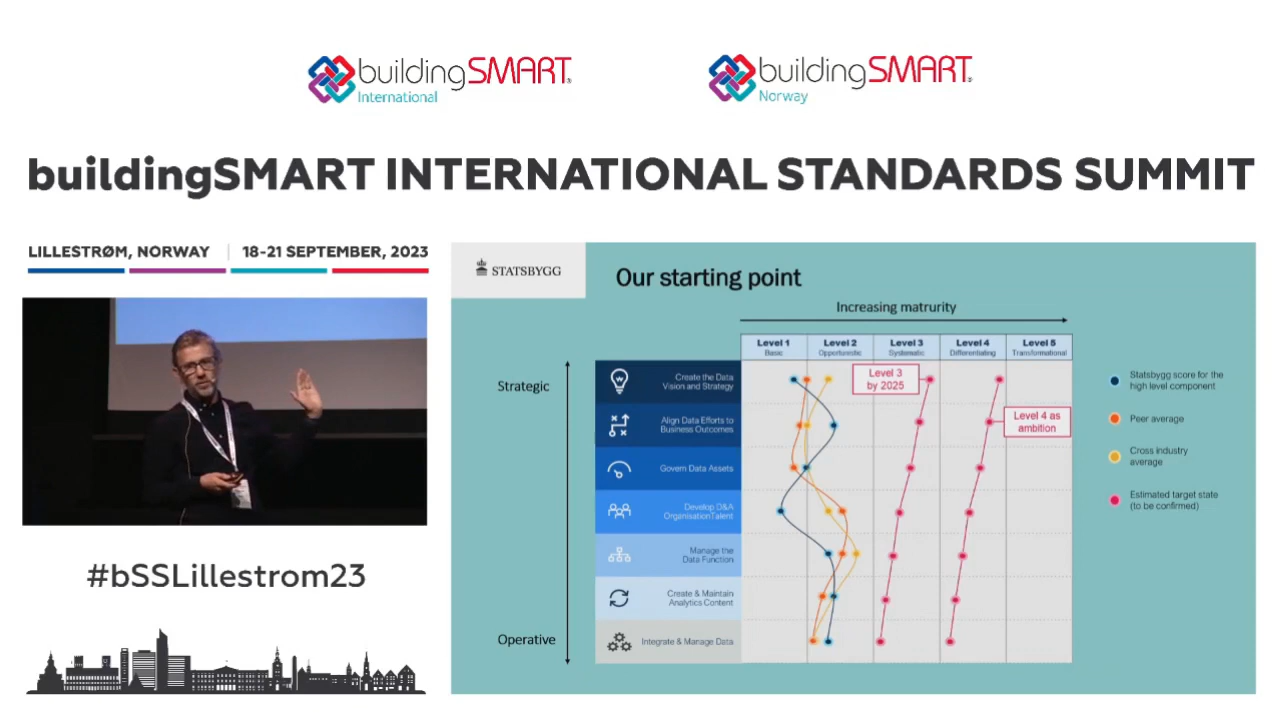 buildingSMART®
International
buildingSMART®
Norway
buildingSMART INTERNATIONAL STANDARDS SUMMIT
LILLESTRØM, NORWAY | 18-21 SEPTEMBER, 2023
STATSBYGG
Our starting point
Increasing matrurity
Level 1
Basic
Level 2
Opportunistic
Level 3
Systematic
Level 4
Differentiating
Level 5
Transformational
Strategic
Create the Data
Vision and Strategy
Level 3
by 2025
Statsbygg score for the
high level component
Align Data Efforts to
Business Outcomes
Level 4 as
ambition
Peer average
Govern Data Assets
Cross industry
average
Develop D&A
OrganisationTalent
Estimated target state
(to be confirmed)
Manage the
Data Function
Create & Maintain
Analytics Content
Operative
Integrate & Manage Data
#bSSLillestrom23